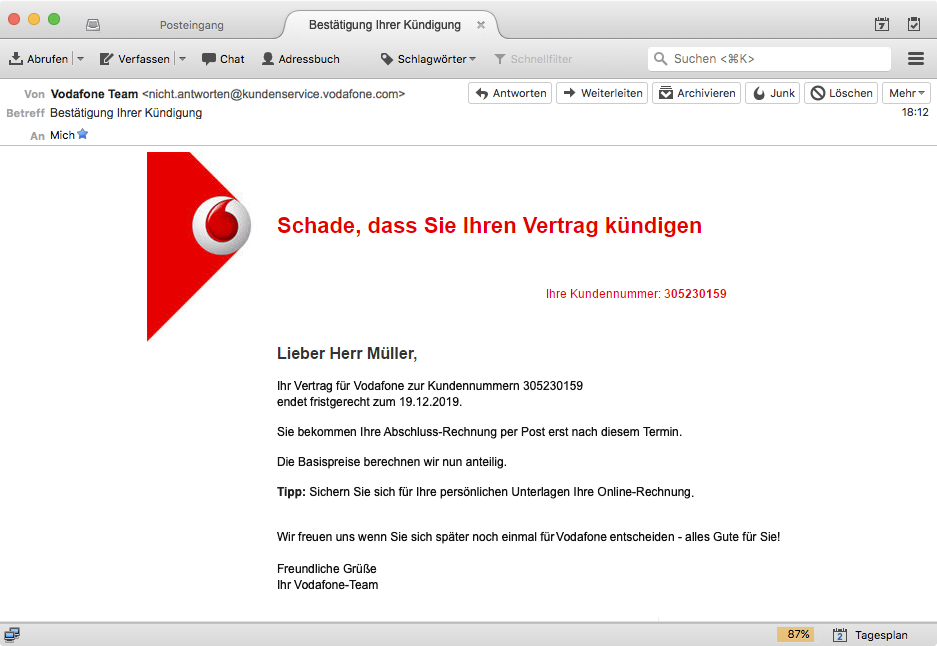 Posteingang
Bestätigung Ihrer Kündigung
7
Abrufen
Verfassen
Chat
Adressbuch
Schlagwörter
Schnellfilter
Suchen <⌘K>
Von Vodafone Team <nicht.antworten@kundenservice.vodafone.com>
Antworten
Weiterleiten
Archivieren
Junk
Löschen
Mehr
Betreff Bestätigung Ihrer Kündigung
18:12
An Mich
Schade, dass Sie Ihren Vertrag kündigen
Ihre Kundennummer: 305230159
Lieber Herr Müller,
Ihr Vertrag für Vodafone zur Kundennummern 305230159
endet fristgerecht zum 19.12.2019.
Sie bekommen Ihre Abschluss-Rechnung per Post erst nach diesem Termin.
Die Basispreise berechnen wir nun anteilig.
Tipp: Sichern Sie sich für Ihre persönlichen Unterlagen Ihre Online-Rechnung.
Wir freuen uns wenn Sie sich später noch einmal für Vodafone entscheiden - alles Gute für Sie!
Freundliche Grüße
Ihr Vodafone-Team
87%
2
Tagesplan